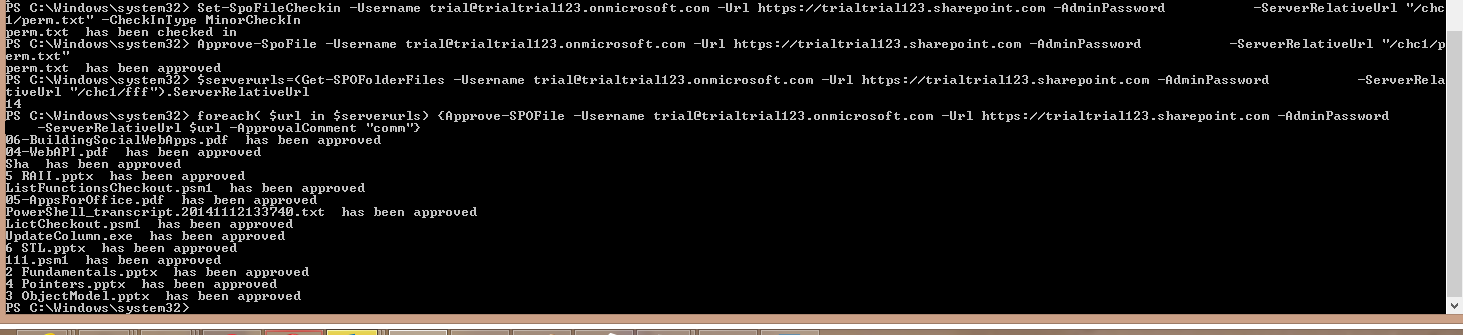 PS C:\Windows\system32> Set-SpoFileCheckin -Username trial@trialtrial123.onmicrosoft.com -Url https://trialtrial123.sharepoint.com -AdminPassword -ServerRelativeUrl "/chc
1/perm.txt" -CheckInType MinorCheckIn
perm.txt has been checked in
PS C:\Windows\system32> Approve-SpoFile -Username trial@trialtrial123.onmicrosoft.com -Url https://trialtrial123.sharepoint.com -AdminPassword -ServerRelativeUrl "/chc1/p
erm.txt"
perm.txt has been approved
PS C:\Windows\system32> $serverurls=(Get-SPOFolderFiles -Username trial@trialtrial123.onmicrosoft.com -Url https://trialtrial123.sharepoint.com -AdminPassword -ServerRela
tiveUrl "/chc1/fff").ServerRelativeUrl
14
PS C:\Windows\system32> foreach( $url in $serverurls) {Approve-SPOFile -Username trial@trialtrial123.onmicrosoft.com -Url https://trialtrial123.sharepoint.com -AdminPassword
-ServerRelativeUrl $url -ApprovalComment "comm"}
06-BuildingSocialWebApps.pdf has been approved
04-WebAPI.pdf has been approved
Sha has been approved
5 RAII.pptx has been approved
ListFunctionsCheckout.psm1 has been approved
05-AppsForOffice.pdf has been approved
PowerShell_transcript.20141112133740.txt has been approved
LictCheckout.psm1 has been approved
UpdateColumn.exe has been approved
6 STL.pptx has been approved
111.psm1 has been approved
2 Fundamentals.pptx has been approved
4 Pointers.pptx has been approved
3 ObjectModel.pptx has been approved
PS C:\Windows\system32>